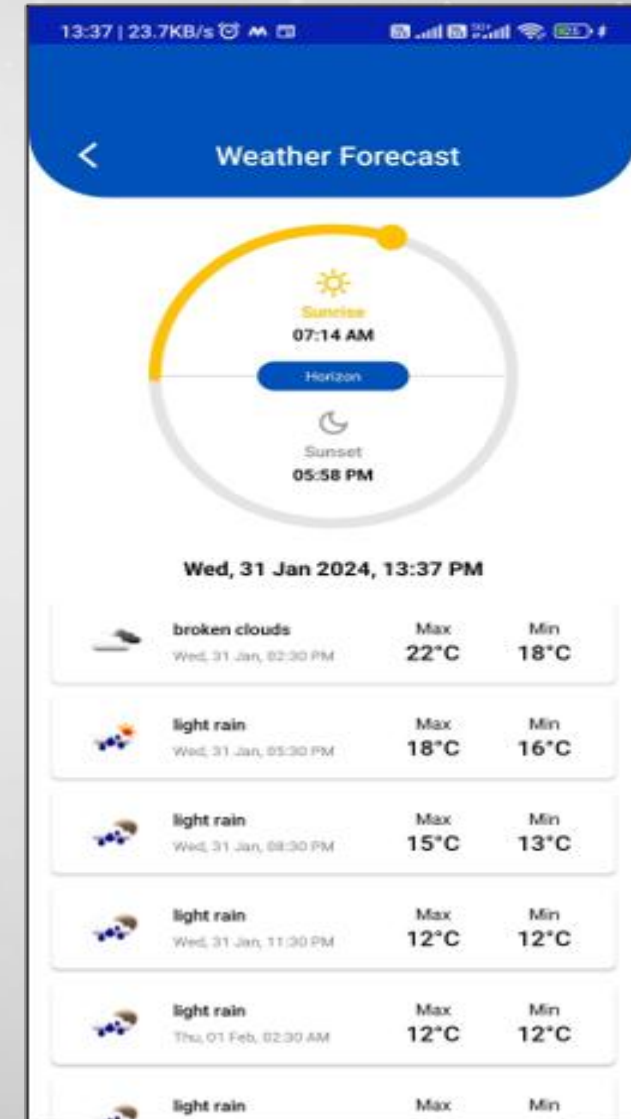 13:37 | 23.7KB/s
Weather Forecast
Sunrise
07:14 AM
Horizon
Sunset
05:58 PM
Wed, 31 Jan 2024, 13:37 PM
broken clouds Max Min
Wed, 31 Jan, 02:30 PM 22°C 18°C
light rain Max Min
Wed, 31 Jan, 05:30 PM 18°C 16°C
light rain Max Min
Wed, 31 Jan, 08:30 PM 15°C 13°C
light rain Max Min
Wed, 31 Jan, 11:30 PM 12°C 12°C
light rain Max Min
Thu, 01 Feb, 02:30 AM 12°C 12°C
light rain Max Min